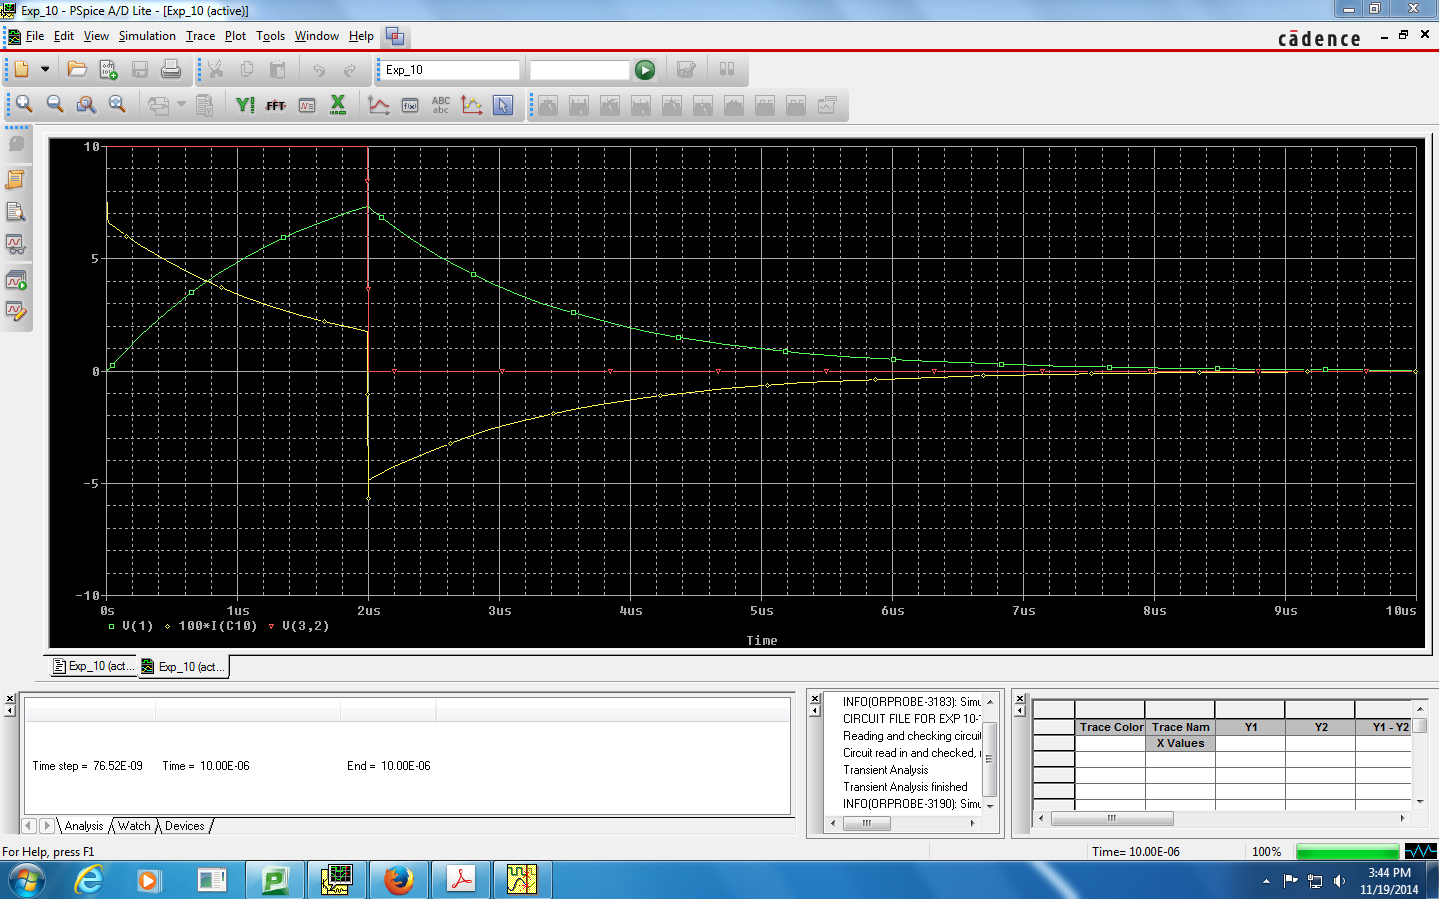 Exp_10 - PSpice A/D Lite - [Exp_10 (active)]
File Edit View Simulation Trace Plot Tools Window Help
cādence
Exp_10
Y! FFT
f(x) ABC
abc
10
5
0
-5
-10
0s 1us 2us 3us 4us 5us 6us 7us 8us 9us 10us
V(1) 100*I(C10) V(3,2)
Time
Exp_10 (act... Exp_10 (act...
Time step = 76.52E-09 Time = 10.00E-06 End = 10.00E-06
Analysis Watch Devices
INFO(ORPROBE-3183): Simu
CIRCUIT FILE FOR EXP 10-
Reading and checking circuit
Circuit read in and checked,
Transient Analysis
Transient Analysis finished
INFO(ORPROBE-3190): Simu
Trace Color Trace Nam Y1 Y2 Y1 - Y2
X Values
For Help, press F1
Time= 10.00E-06 100%
3:44 PM
11/19/2014